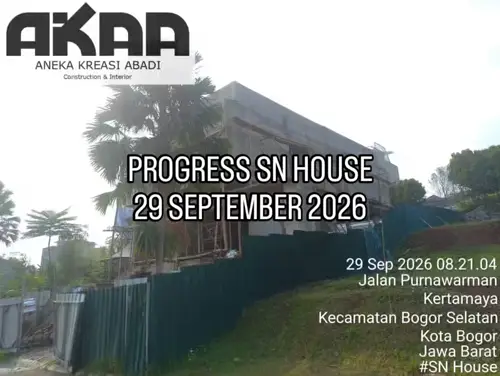 AKAA
ANEKA KREASI ABADI
Construction & Interior
PROGRESS SN HOUSE
29 SEPTEMBER 2026
29 Sep 2026 08.21.04
Jalan Purnawarman
Kertamaya
Kecamatan Bogor Selatan
Kota Bogor
Jawa Barat
#SN House